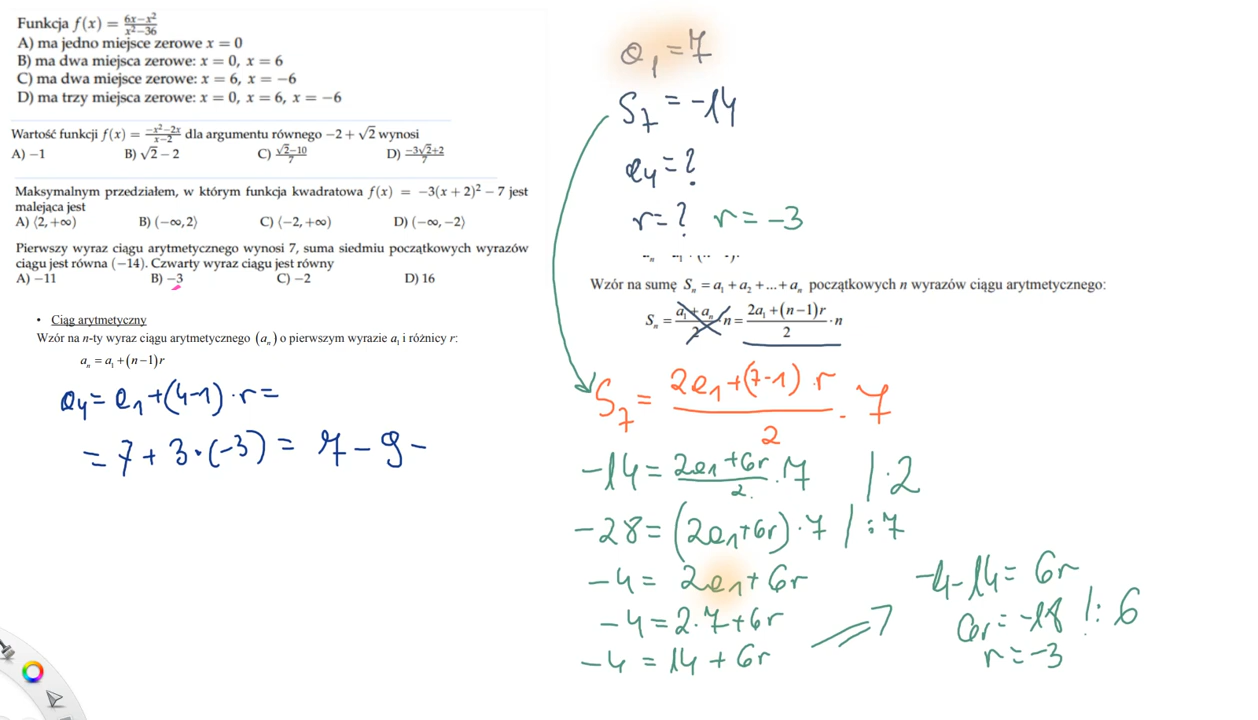 Funkcja f(x) = (6x−x²)/(x²−36)
A) ma jedno miejsce zerowe x = 0
B) ma dwa miejsca zerowe: x = 0, x = 6
C) ma dwa miejsca zerowe: x = 6, x = −6
D) ma trzy miejsca zerowe: x = 0, x = 6, x = −6
Wartość funkcji f(x) = (−x²−2x)/(x−2) dla argumentu równego −2 + √2 wynosi
A) −1 B) √2 − 2 C) (√2−10)/7 D) (−3√2+2)/7
Maksymalnym przedziałem, w którym funkcja kwadratowa f(x) = −3(x + 2)² − 7 jest
malejąca jest
A) ⟨2, +∞) B) (−∞, 2⟩ C) ⟨−2, +∞) D) (−∞, −2⟩
Pierwszy wyraz ciągu arytmetycznego wynosi 7, suma siedmiu początkowych wyrazów
ciągu jest równa (−14). Czwarty wyraz ciągu jest równy
A) −11 B) −3 C) −2 D) 16
• Ciąg arytmetyczny
Wzór na n-ty wyraz ciągu arytmetycznego (aₙ) o pierwszym wyrazie a₁ i różnicy r:
aₙ = a₁ + (n−1)r
a₄ = a₁ + (4−1) · r =
= 7 + 3 · (−3) = 7 − 9 −
a₁ = 7
S₇ = −14
a₄ = ?
r = ? r = −3
Wzór na sumę Sₙ = a₁ + a₂ + ... + aₙ początkowych n wyrazów ciągu arytmetycznego:
Sₙ = (a₁ + aₙ)/2 · n = (2a₁ + (n−1)r)/2 · n
S₇ = (2a₁ + (7−1) · r)/2 · 7
−14 = (2a₁ + 6r)/2 · 7 / · 2
−28 = (2a₁ + 6r) · 7 / : 7
−4 = 2a₁ + 6r
−4 = 2 · 7 + 6r
−4 = 14 + 6r
−4 − 14 = 6r
6r = −18 / : 6
r = −3